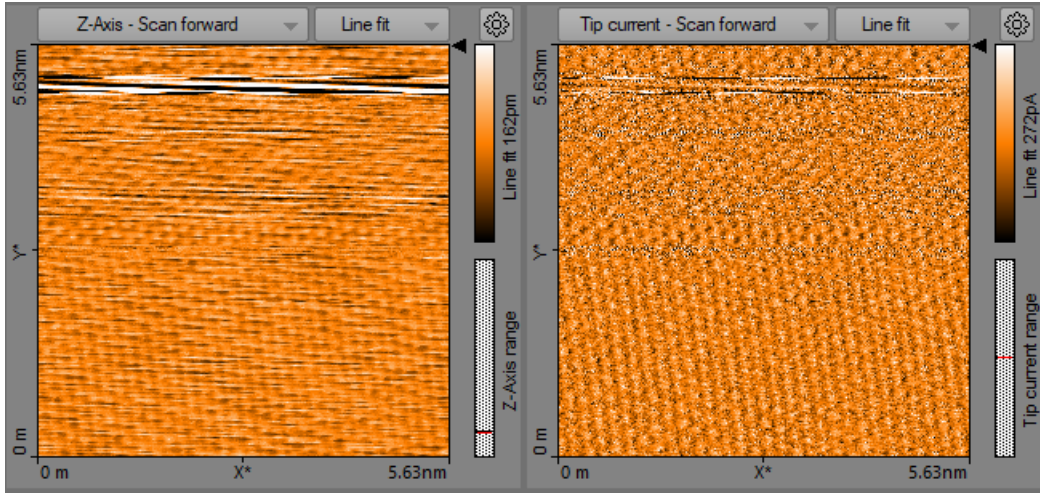 Z-Axis - Scan forward
Line fit
5.63nm
Y*
0 m
0 m
X*
5.63nm
Line fit 162pm
Z-Axis range
Tip current - Scan forward
Line fit
5.63nm
Y*
0 m
0 m
X*
5.63nm
Line fit 272pA
Tip current range